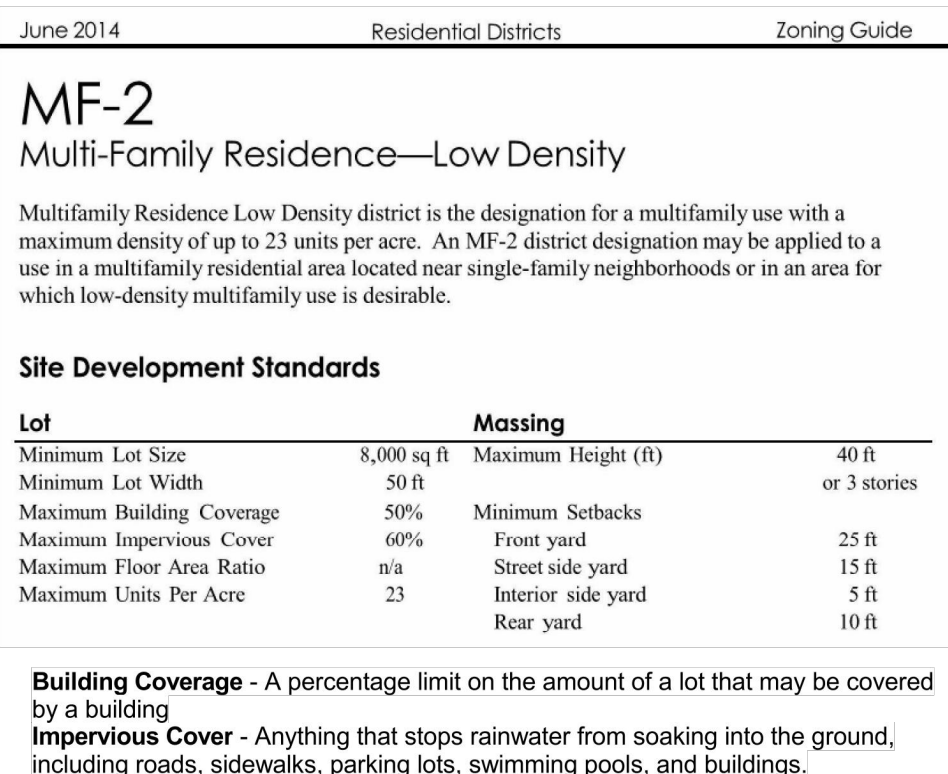 June 2014 Residential Districts Zoning Guide
MF-2
Multi-Family Residence—Low Density
Multifamily Residence Low Density district is the designation for a multifamily use with a
maximum density of up to 23 units per acre. An MF-2 district designation may be applied to a
use in a multifamily residential area located near single-family neighborhoods or in an area for
which low-density multifamily use is desirable.
Site Development Standards
Lot Massing
Minimum Lot Size 8,000 sq ft Maximum Height (ft) 40 ft
Minimum Lot Width 50 ft or 3 stories
Maximum Building Coverage 50% Minimum Setbacks
Maximum Impervious Cover 60% Front yard 25 ft
Maximum Floor Area Ratio n/a Street side yard 15 ft
Maximum Units Per Acre 23 Interior side yard 5 ft
Rear yard 10 ft
Building Coverage - A percentage limit on the amount of a lot that may be covered
by a building
Impervious Cover - Anything that stops rainwater from soaking into the ground,
including roads, sidewalks, parking lots, swimming pools, and buildings.